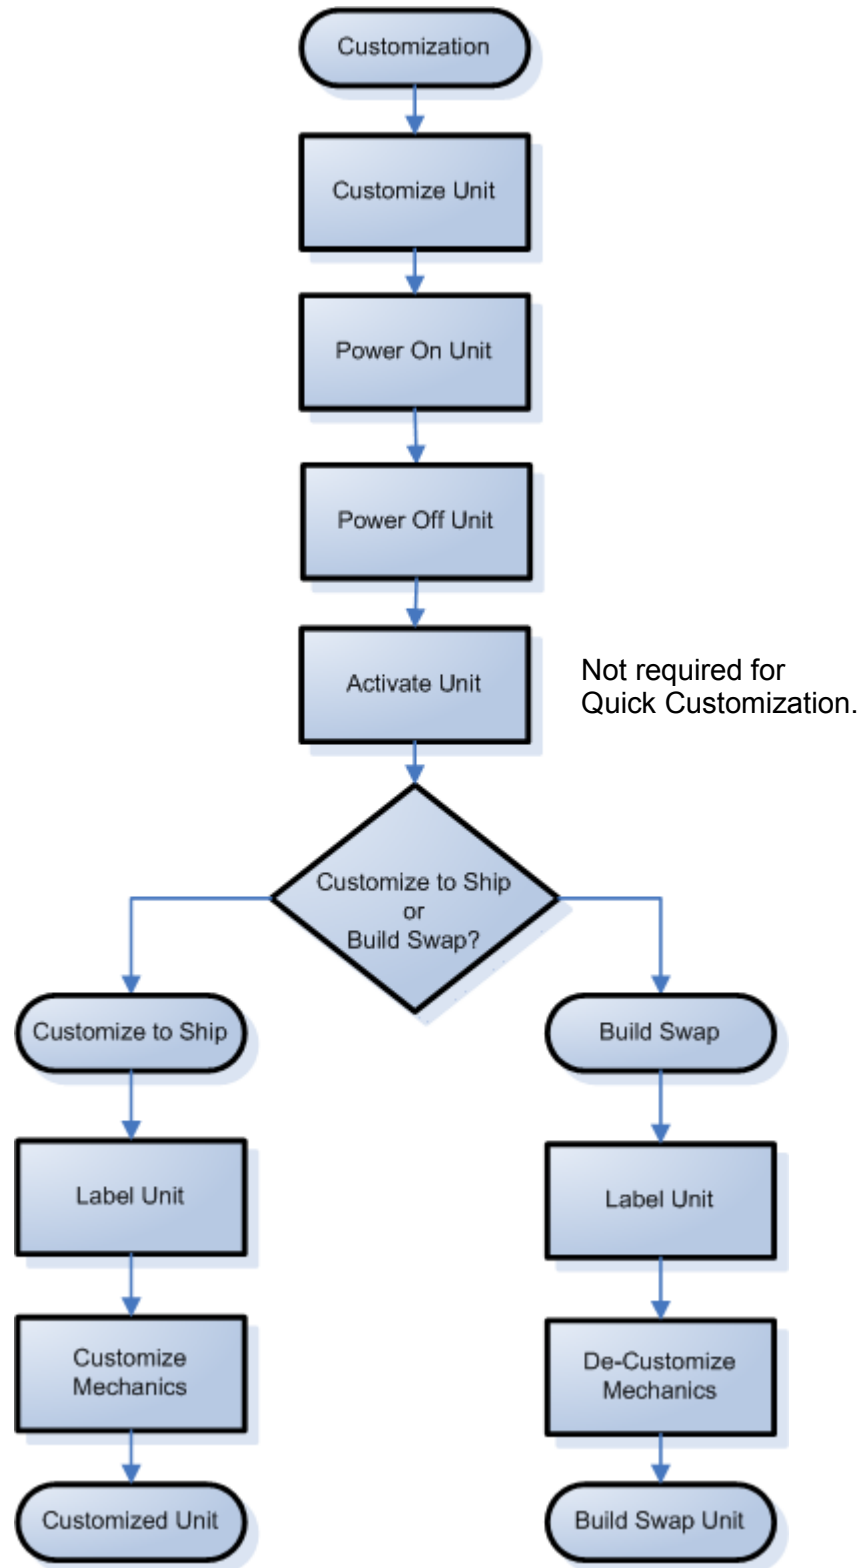 Customization
Customize Unit
Power On Unit
Power Off Unit
Activate Unit
Not required for
Quick Customization.
Customize to Ship
or
Build Swap?
Customize to Ship
Build Swap
Label Unit
Label Unit
Customize
Mechanics
De-Customize
Mechanics
Customized Unit
Build Swap Unit